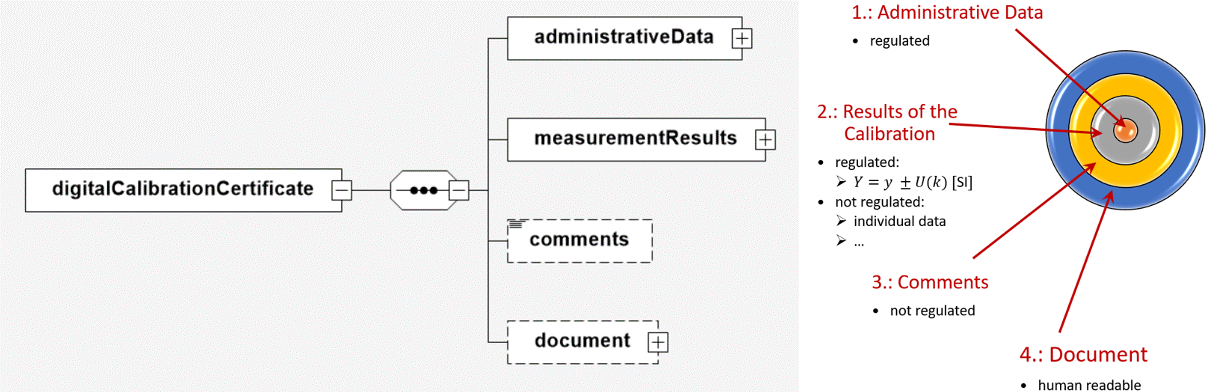 administrativeData
measurementResults
digitalCalibrationCertificate
comments
document
1.: Administrative Data
• regulated
2.: Results of the
Calibration
• regulated:
➢ Y = y ± U(k) [SI]
• not regulated:
➢ individual data
➢ ...
3.: Comments
• not regulated
4.: Document
• human readable